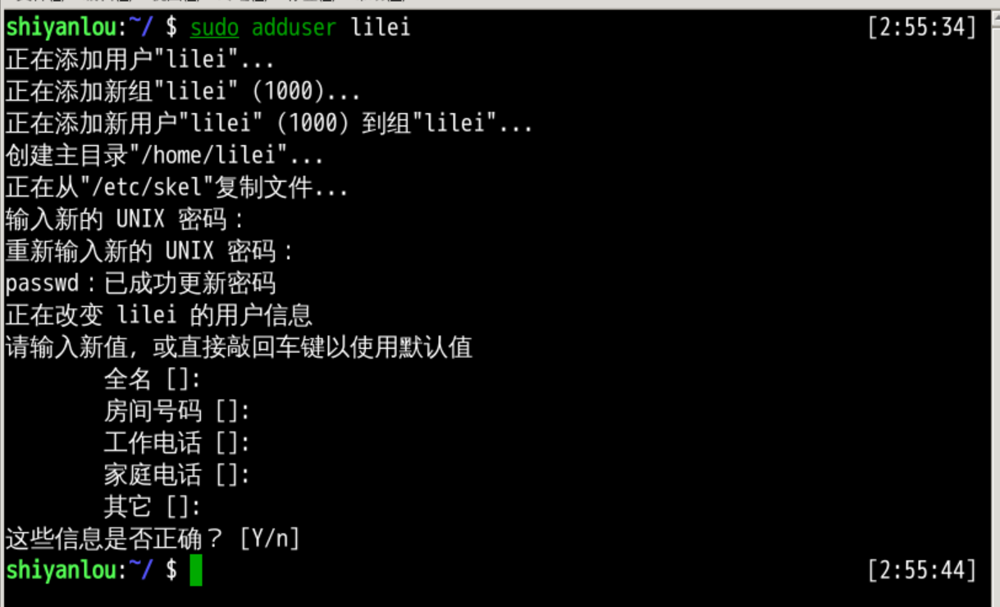 shiyanlou:~/ $ sudo adduser lilei [2:55:34]
正在添加用户"lilei"...
正在添加新组"lilei" (1000)...
正在添加新用户"lilei" (1000) 到组"lilei"...
创建主目录"/home/lilei"...
正在从"/etc/skel"复制文件...
输入新的 UNIX 密码：
重新输入新的 UNIX 密码：
passwd：已成功更新密码
正在改变 lilei 的用户信息
请输入新值，或直接敲回车键以使用默认值
全名 []:
房间号码 []:
工作电话 []:
家庭电话 []:
其它 []:
这些信息是否正确？ [Y/n]
shiyanlou:~/ $ [2:55:44]